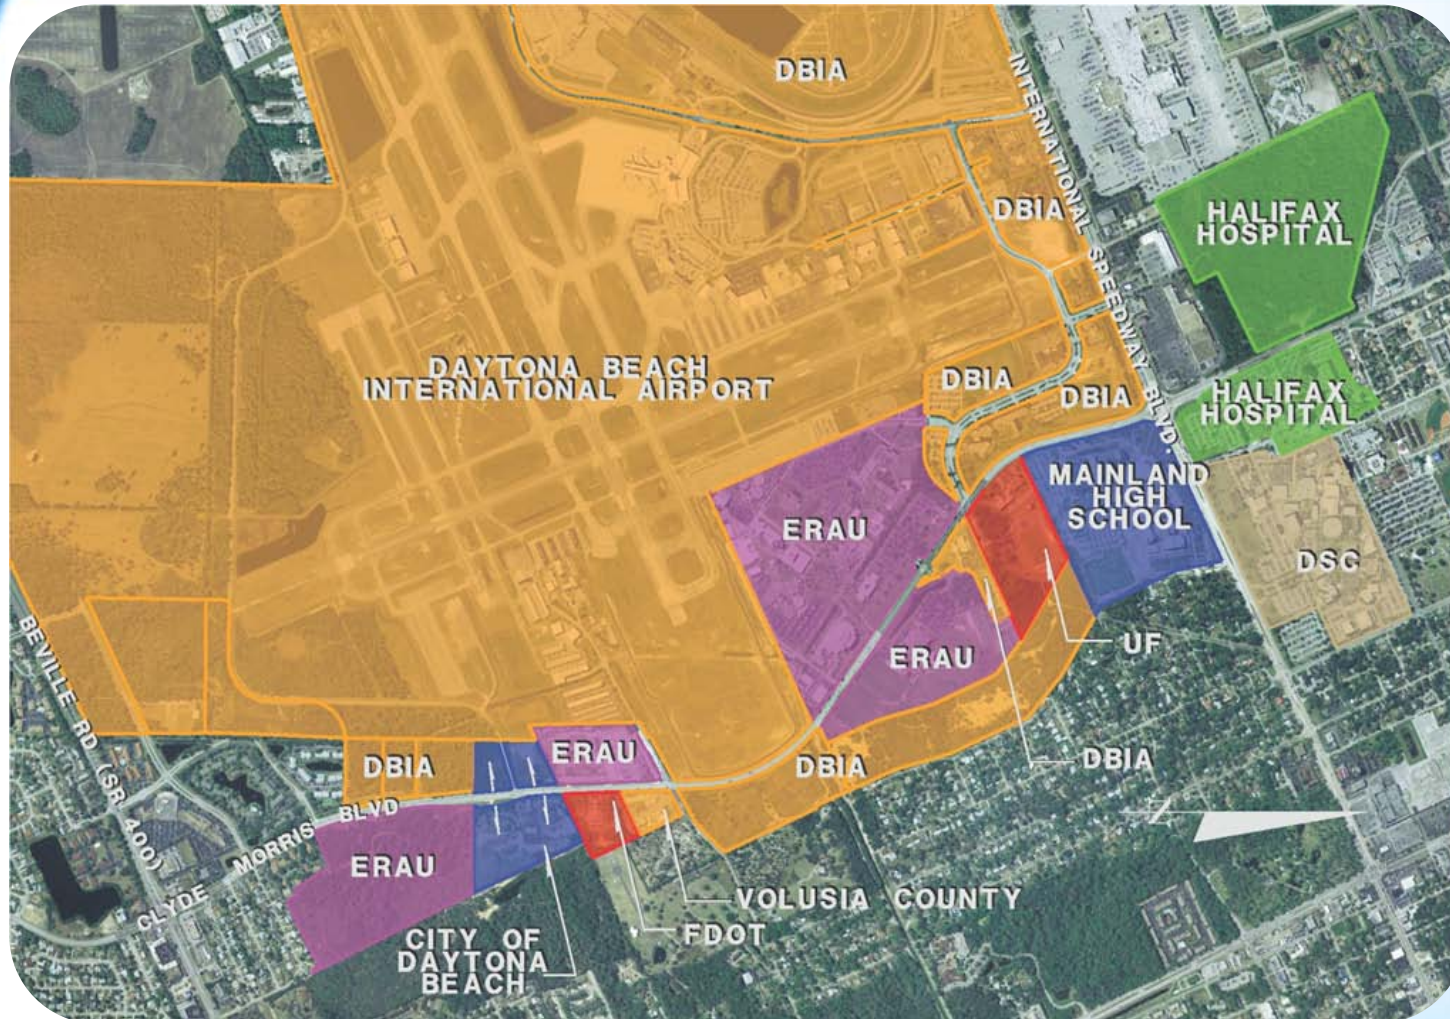 DBIA
INTERNATIONAL SPEEDWAY BLVD.
DBIA
HALIFAX
HOSPITAL
DAYTONA BEACH
INTERNATIONAL AIRPORT
DBIA
DBIA
HALIFAX
HOSPITAL
MAINLAND
HIGH
SCHOOL
ERAU
DSC
UF
ERAU
BEVILLE RD (SR 400)
ERAU
DBIA
DBIA
DBIA
CLYDE MORRIS BLVD
ERAU
VOLUSIA COUNTY
FDOT
CITY OF
DAYTONA
BEACH